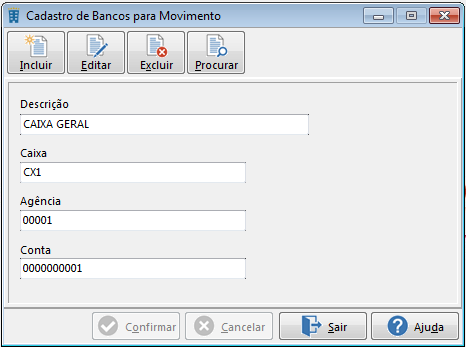 Cadastro de Bancos para Movimento
Incluir Editar Excluir Procurar
Descrição
CAIXA GERAL
Caixa
CX1
Agência
00001
Conta
0000000001
Confirmar Cancelar Sair Ajuda